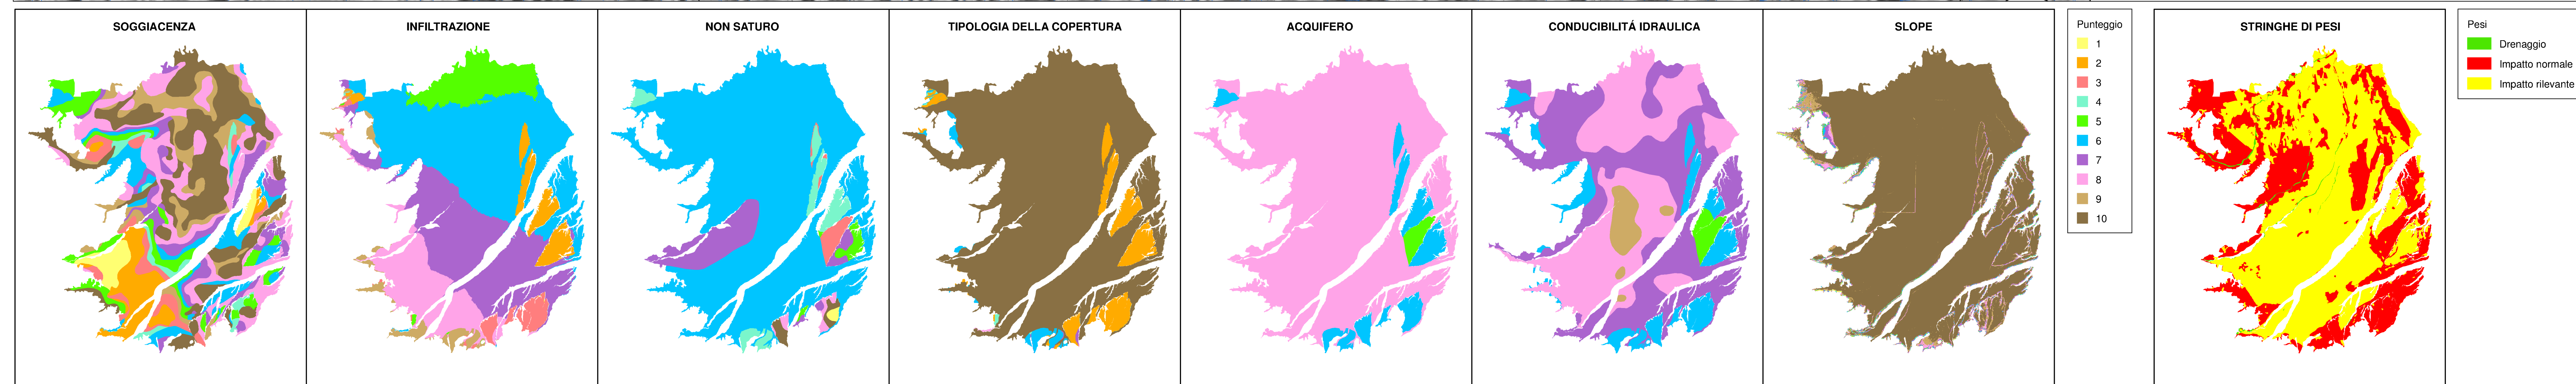 SOGGIACENZA
INFILTRAZIONE
NON SATURO
TIPOLOGIA DELLA COPERTURA
ACQUIFERO
CONDUCIBILITÁ IDRAULICA
SLOPE
Punteggio
1
2
3
4
5
6
7
8
9
10
STRINGHE DI PESI
Pesi
Drenaggio
Impatto normale
Impatto rilevante